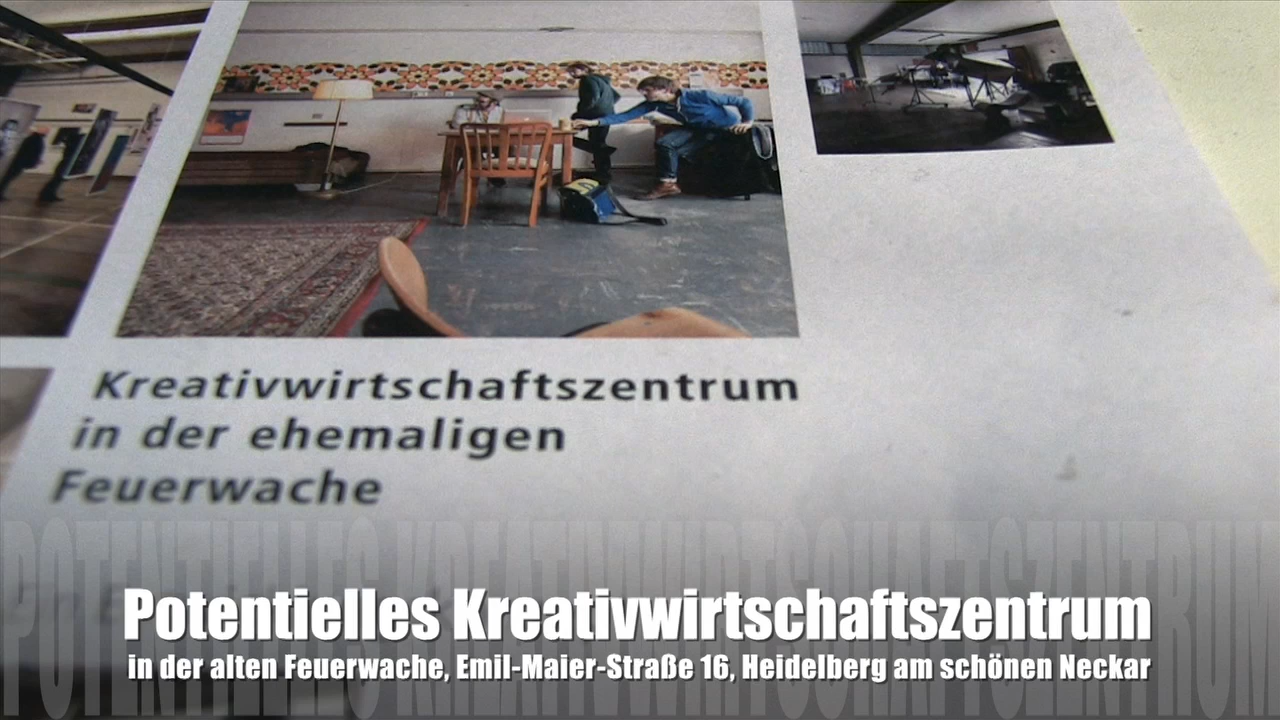 Kreativwirtschaftszentrum
in der ehemaligen
Feuerwache
POTENTIELLES KREATIVWIRTSCHAFTSZENTRUM
Potentielles Kreativwirtschaftszentrum
in der alten Feuerwache, Emil-Maier-Straße 16, Heidelberg am schönen Neckar